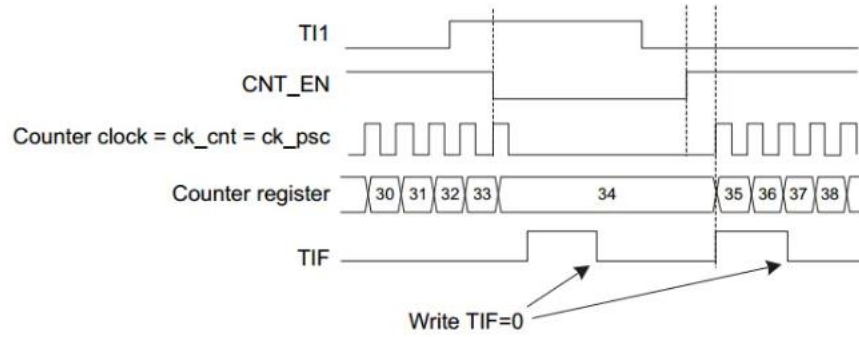 TI1
CNT_EN
Counter clock = ck_cnt = ck_psc
Counter register 30 31 32 33 34 35 36 37 38
TIF
Write TIF=0